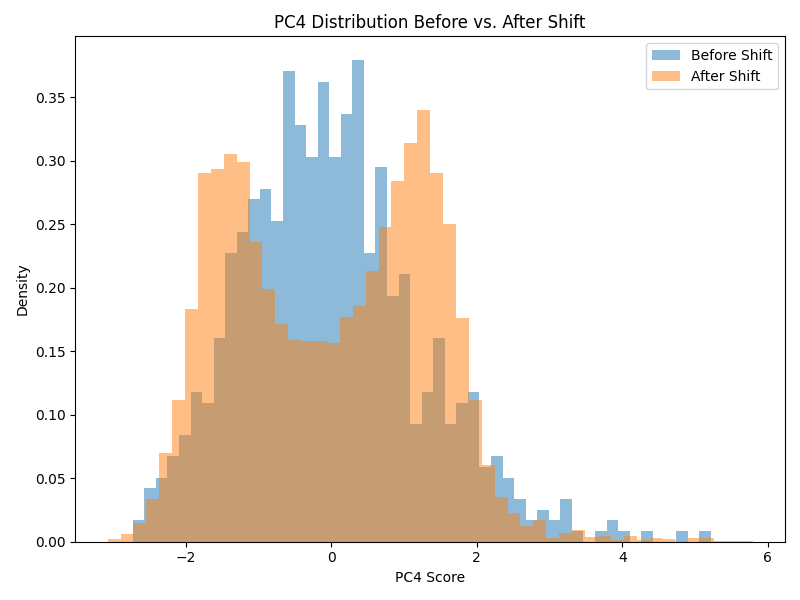 PC4 Distribution Before vs. After Shift
Before Shift
After Shift
Density
0.35
0.30
0.25
0.20
0.15
0.10
0.05
0.00
−2
0
2
4
6
PC4 Score